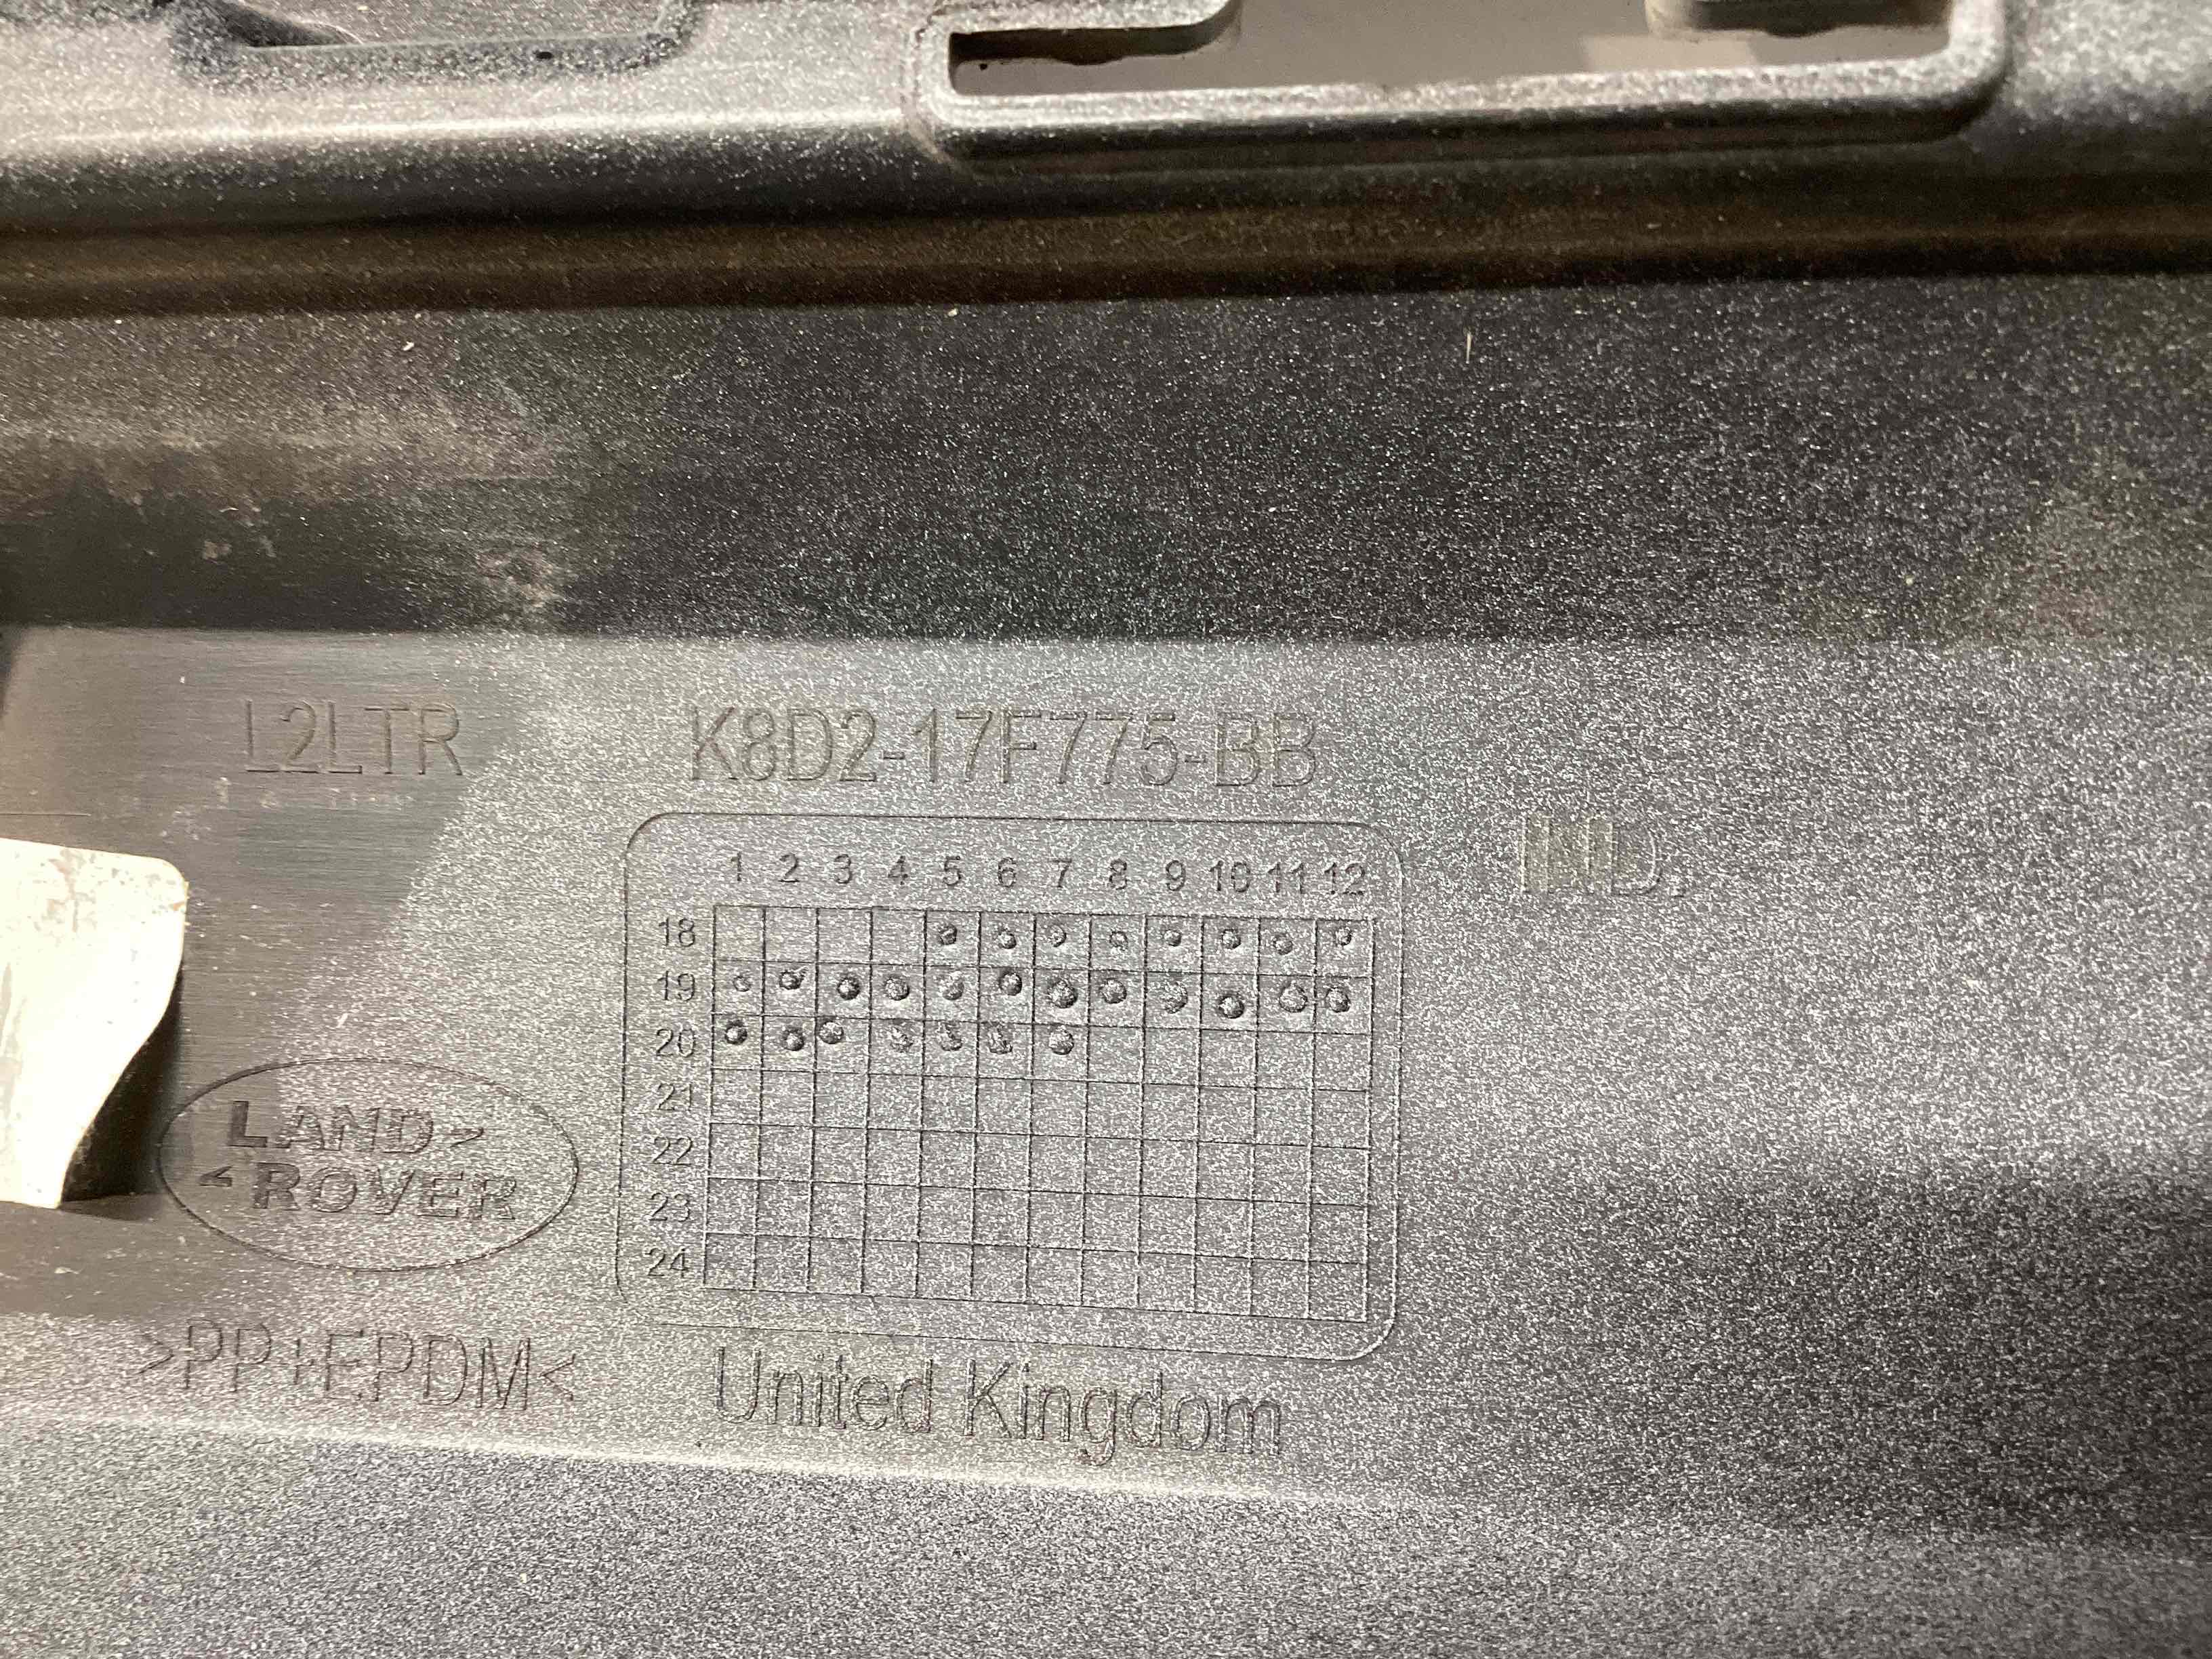 L2LTR K8D2-17F775-BB
1 2 3 4 5 6 7 8 9 10 11 12
18
19
20
21
22
23
24
LAND
ROVER
>PP+EPDM<
United Kingdom